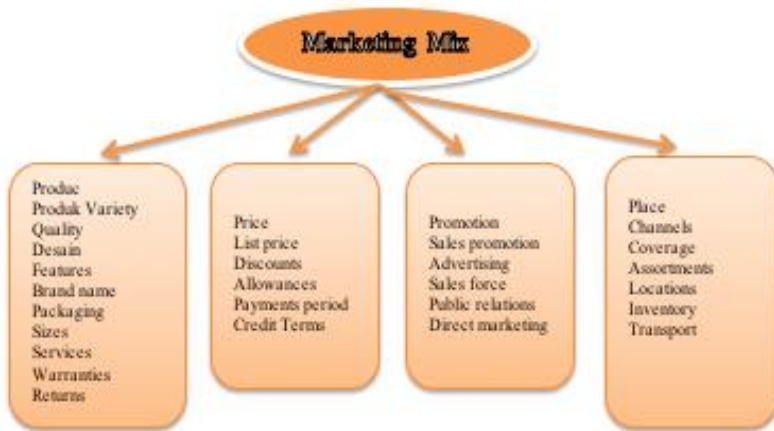 Marketing Mix
Produc
Produk Variety
Quality
Desain
Features
Brand name
Packaging
Sizes
Services
Warranties
Returns
Price
List price
Discounts
Allowances
Payments period
Credit Terms
Promotion
Sales promotion
Advertising
Sales force
Public relations
Direct marketing
Place
Channels
Coverage
Assortments
Locations
Inventory
Transport